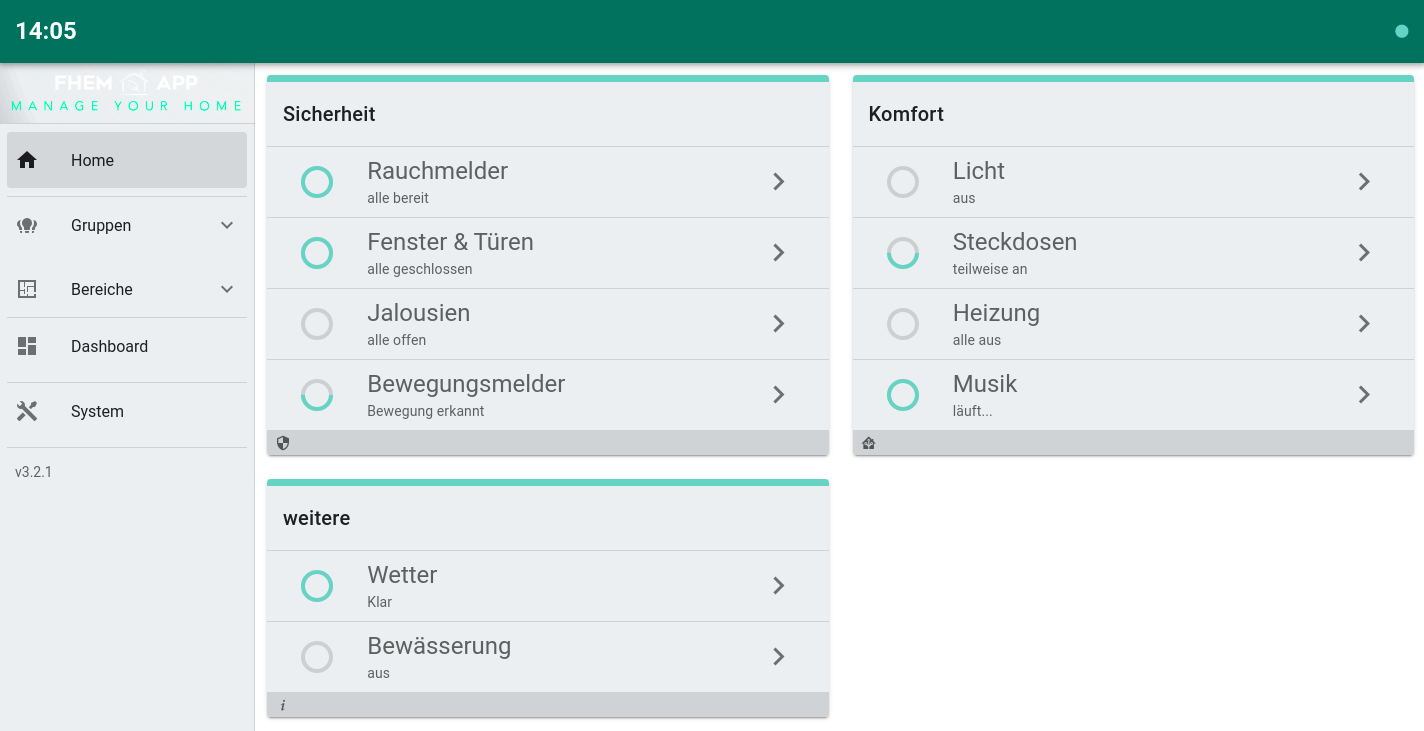 14:05
FHEM APP
MANAGE YOUR HOME
Home
Gruppen
Bereiche
Dashboard
System
v3.2.1
Sicherheit
Rauchmelder
alle bereit
Fenster & Türen
alle geschlossen
Jalousien
alle offen
Bewegungsmelder
Bewegung erkannt
Komfort
Licht
aus
Steckdosen
teilweise an
Heizung
alle aus
Musik
läuft...
weitere
Wetter
Klar
Bewässerung
aus
i